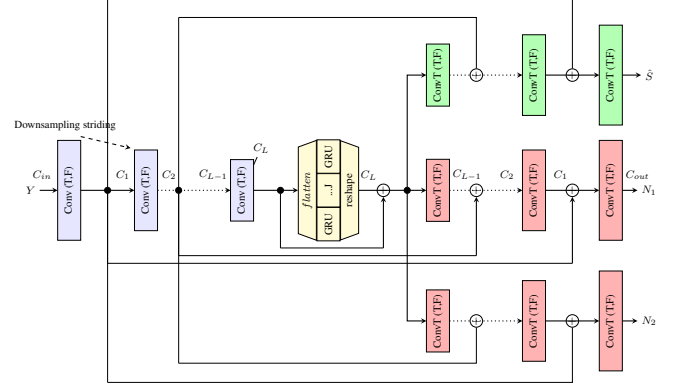 ConvT (T,F)
ConvT (T,F)
ConvT (T,F)
Ŝ
Downsampling striding
C_in
Y
Conv (T,F)
C_1
Conv (T,F)
C_2
C_{L-1}
Conv (T,F)
C_L
flatten
GRU
...J
GRU
reshape
C_L
ConvT (T,F)
C_{L-1}
C_2
ConvT (T,F)
C_1
ConvT (T,F)
C_out
N_1
ConvT (T,F)
ConvT (T,F)
ConvT (T,F)
N_2